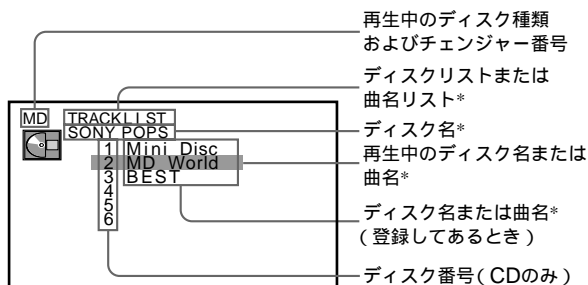 再生中のディスク種類
およびチェンジャー番号
ディスクリストまたは
曲名リスト*
ディスク名*
再生中のディスク名または
曲名*
ディスク名または曲名*
(登録してあるとき)
ディスク番号(CDのみ)
MD TRACKLIST
SONY POPS
1 Mini Disc
2 MD World
3 BEST
4
5
6